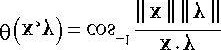 θ(x,y) = cos⁻¹ (x . y) / (‖x‖‖y‖)